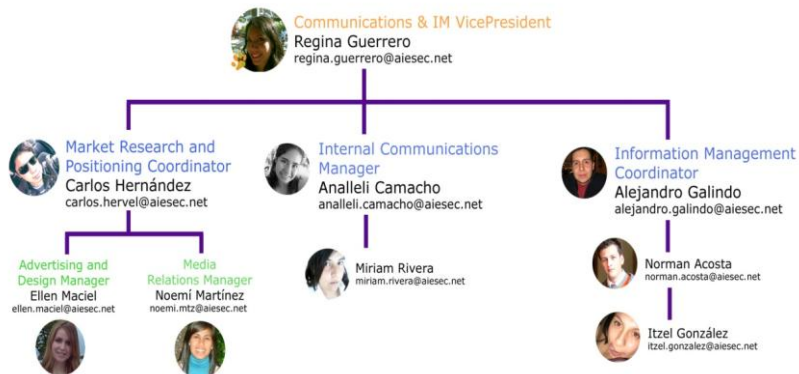 Communications & IM VicePresident
Regina Guerrero
regina.guerrero@aiesec.net
Market Research and
Positioning Coordinator
Carlos Hernández
carlos.hervel@aiesec.net
Internal Communications
Manager
Analleli Camacho
analleli.camacho@aiesec.net
Information Management
Coordinator
Alejandro Galindo
alejandro.galindo@aiesec.net
Advertising and
Design Manager
Ellen Maciel
ellen.maciel@aiesec.net
Media
Relations Manager
Noemí Martínez
noemi.mtz@aiesec.net
Miriam Rivera
miriam.rivera@aiesec.net
Norman Acosta
norman.acosta@aiesec.net
Itzel González
itzel.gonzalez@aiesec.net